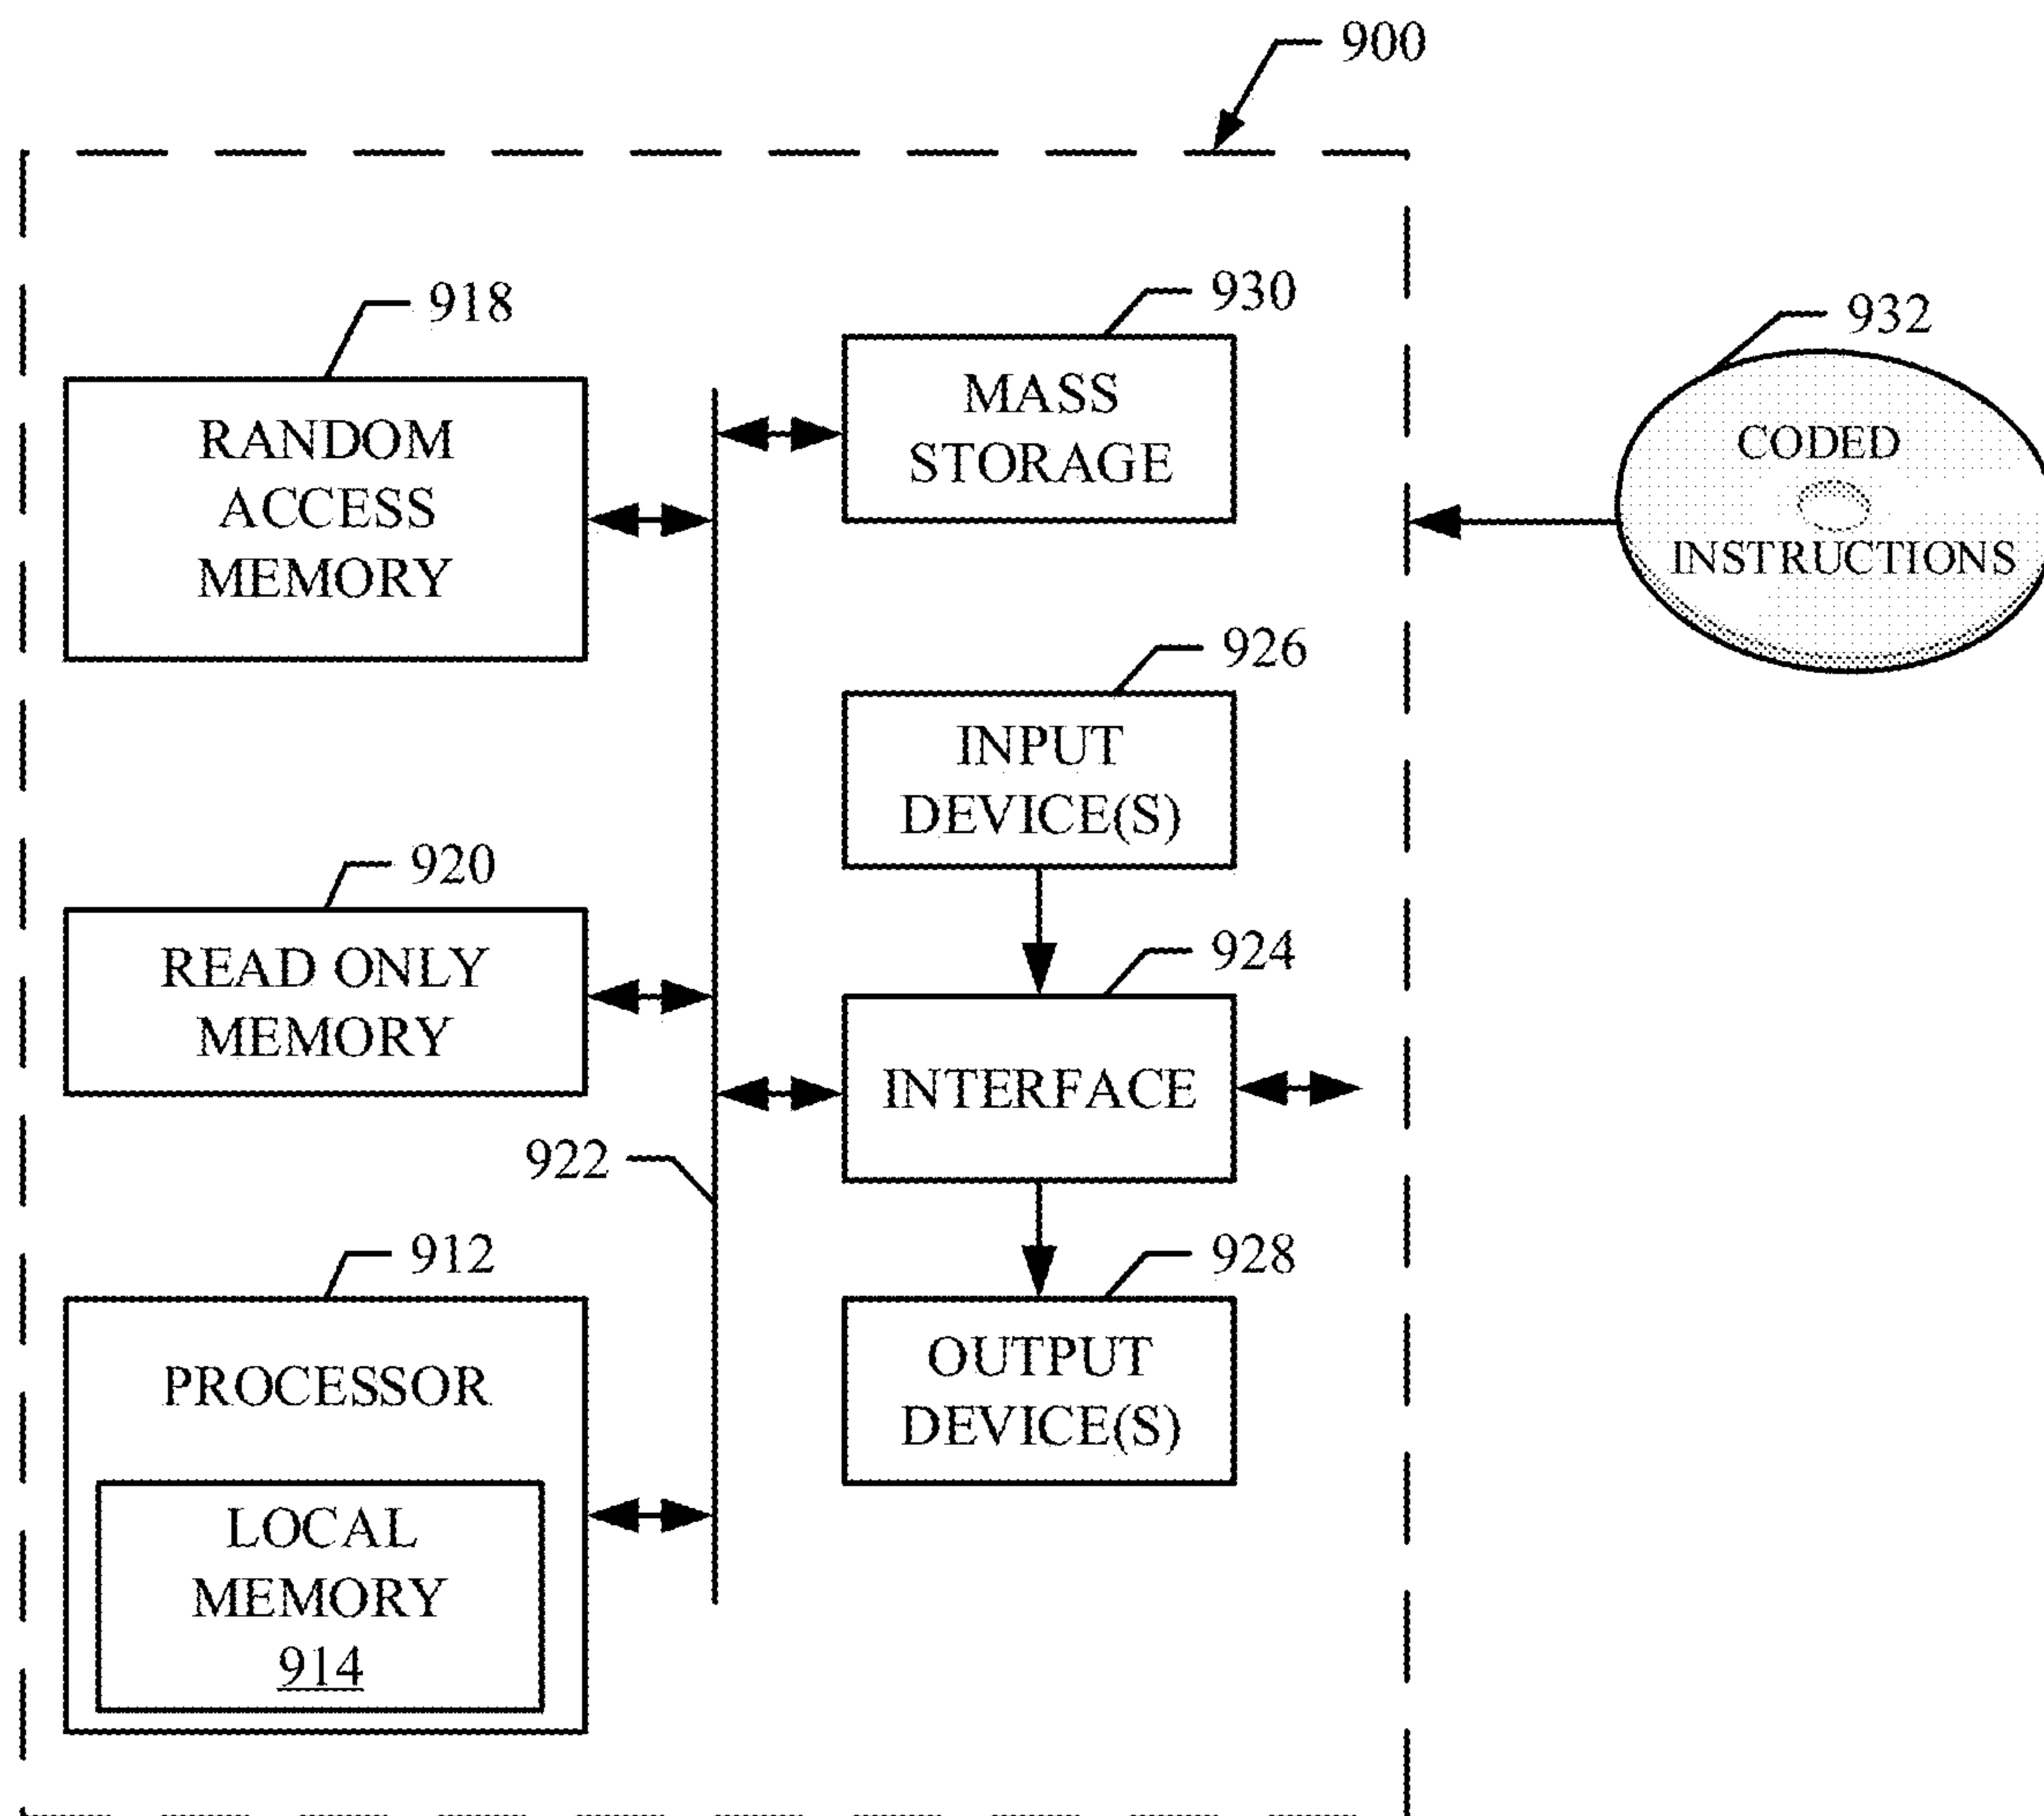 900
918
RANDOM
ACCESS
MEMORY
930
MASS
STORAGE
932
CODED
INSTRUCTIONS
926
INPUT
DEVICE(S)
920
READ ONLY
MEMORY
924
INTERFACE
922
912
PROCESSOR
LOCAL
MEMORY
914
928
OUTPUT
DEVICE(S)